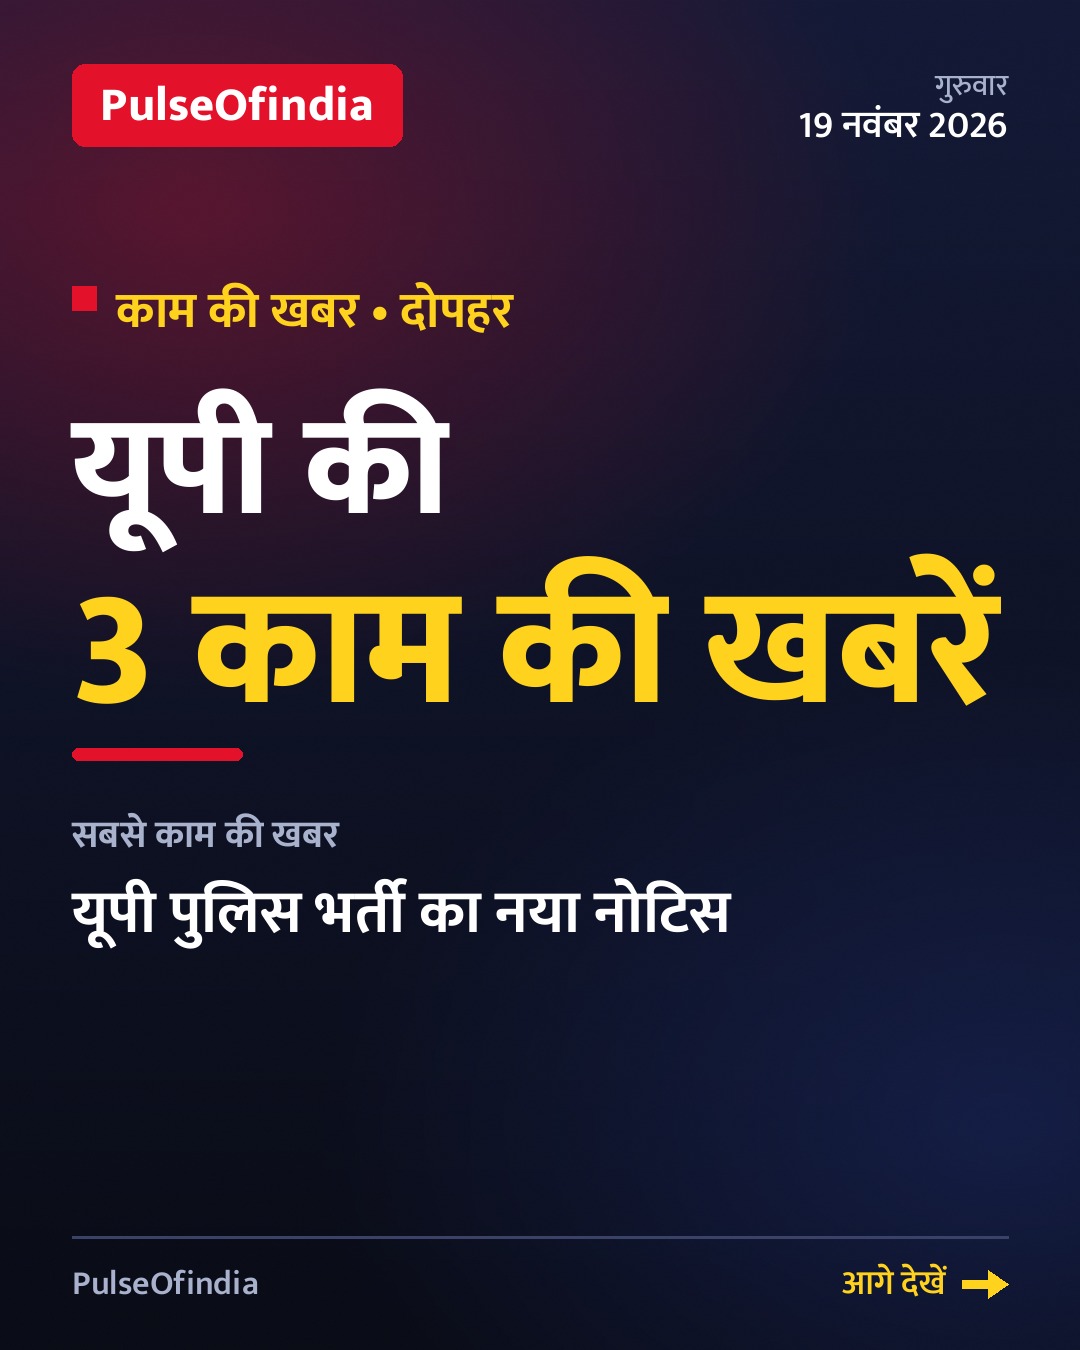 PulseOfindia
गुरुवार
19 नवंबर 2026
काम की खबर • दोपहर
यूपी की
3 काम की खबरें
सबसे काम की खबर
यूपी पुलिस भर्ती का नया नोटिस
PulseOfindia
आगे देखें